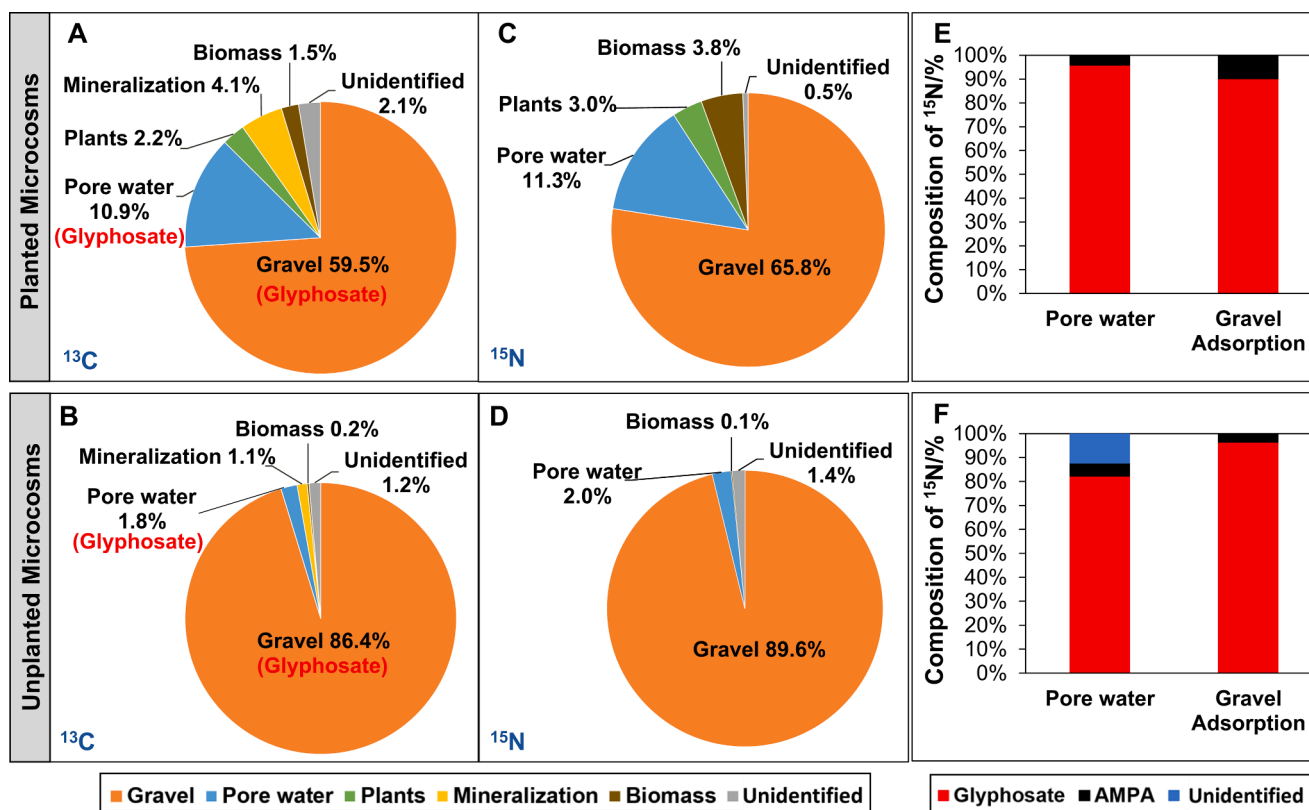 Planted Microcosms
A
Biomass 1.5%
Mineralization 4.1%
Unidentified
2.1%
Plants 2.2%
Pore water
10.9%
(Glyphosate)
Gravel 59.5%
(Glyphosate)
13C
C
Biomass 3.8%
Unidentified
0.5%
Plants 3.0%
Pore water
11.3%
Gravel 65.8%
15N
E
Composition of 15N/%
100%
90%
80%
70%
60%
50%
40%
30%
20%
10%
0%
Pore water
Gravel
Adsorption
Unplanted Microcosms
B
Biomass 0.2%
Mineralization 1.1%
Unidentified
1.2%
Pore water
1.8%
(Glyphosate)
Gravel 86.4%
(Glyphosate)
13C
D
Biomass 0.1%
Unidentified
1.4%
Pore water
2.0%
Gravel 89.6%
15N
F
Composition of 15N/%
100%
90%
80%
70%
60%
50%
40%
30%
20%
10%
0%
Pore water
Gravel
Adsorption
Gravel Pore water Plants Mineralization Biomass Unidentified
Glyphosate AMPA Unidentified